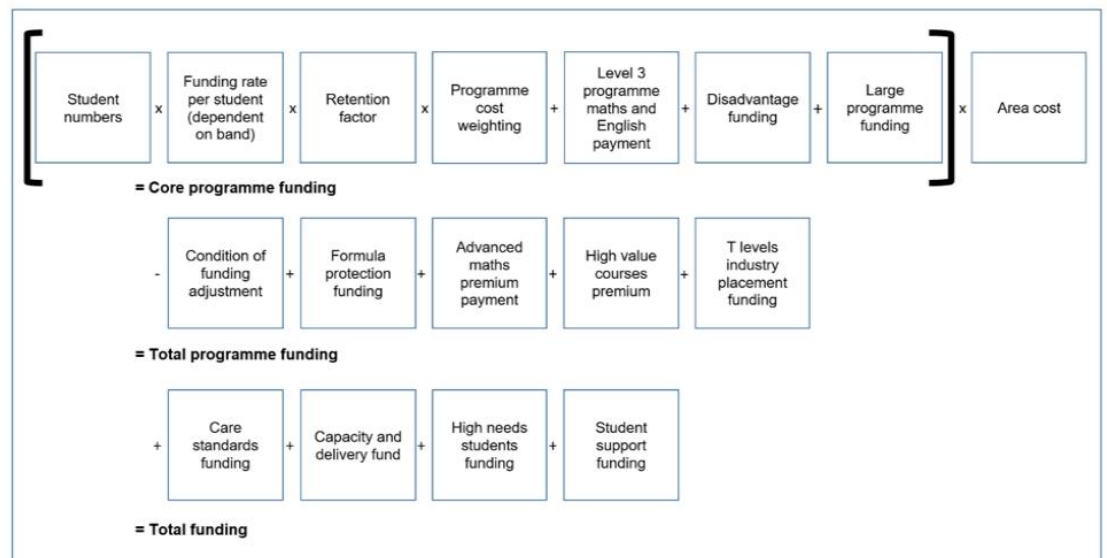 Student
numbers
x
Funding rate
per student
(dependent
on band)
x
Retention
factor
x
Programme
cost
weighting
+
Level 3
programme
maths and
English
payment
+
Disadvantage
funding
+
Large
programme
funding
x
Area cost
= Core programme funding
-
Condition of
funding
adjustment
+
Formula
protection
funding
+
Advanced
maths
premium
payment
+
High value
courses
premium
+
T levels
industry
placement
funding
= Total programme funding
+
Care
standards
funding
+
Capacity and
delivery fund
+
High needs
students
funding
+
Student
support
funding
= Total funding